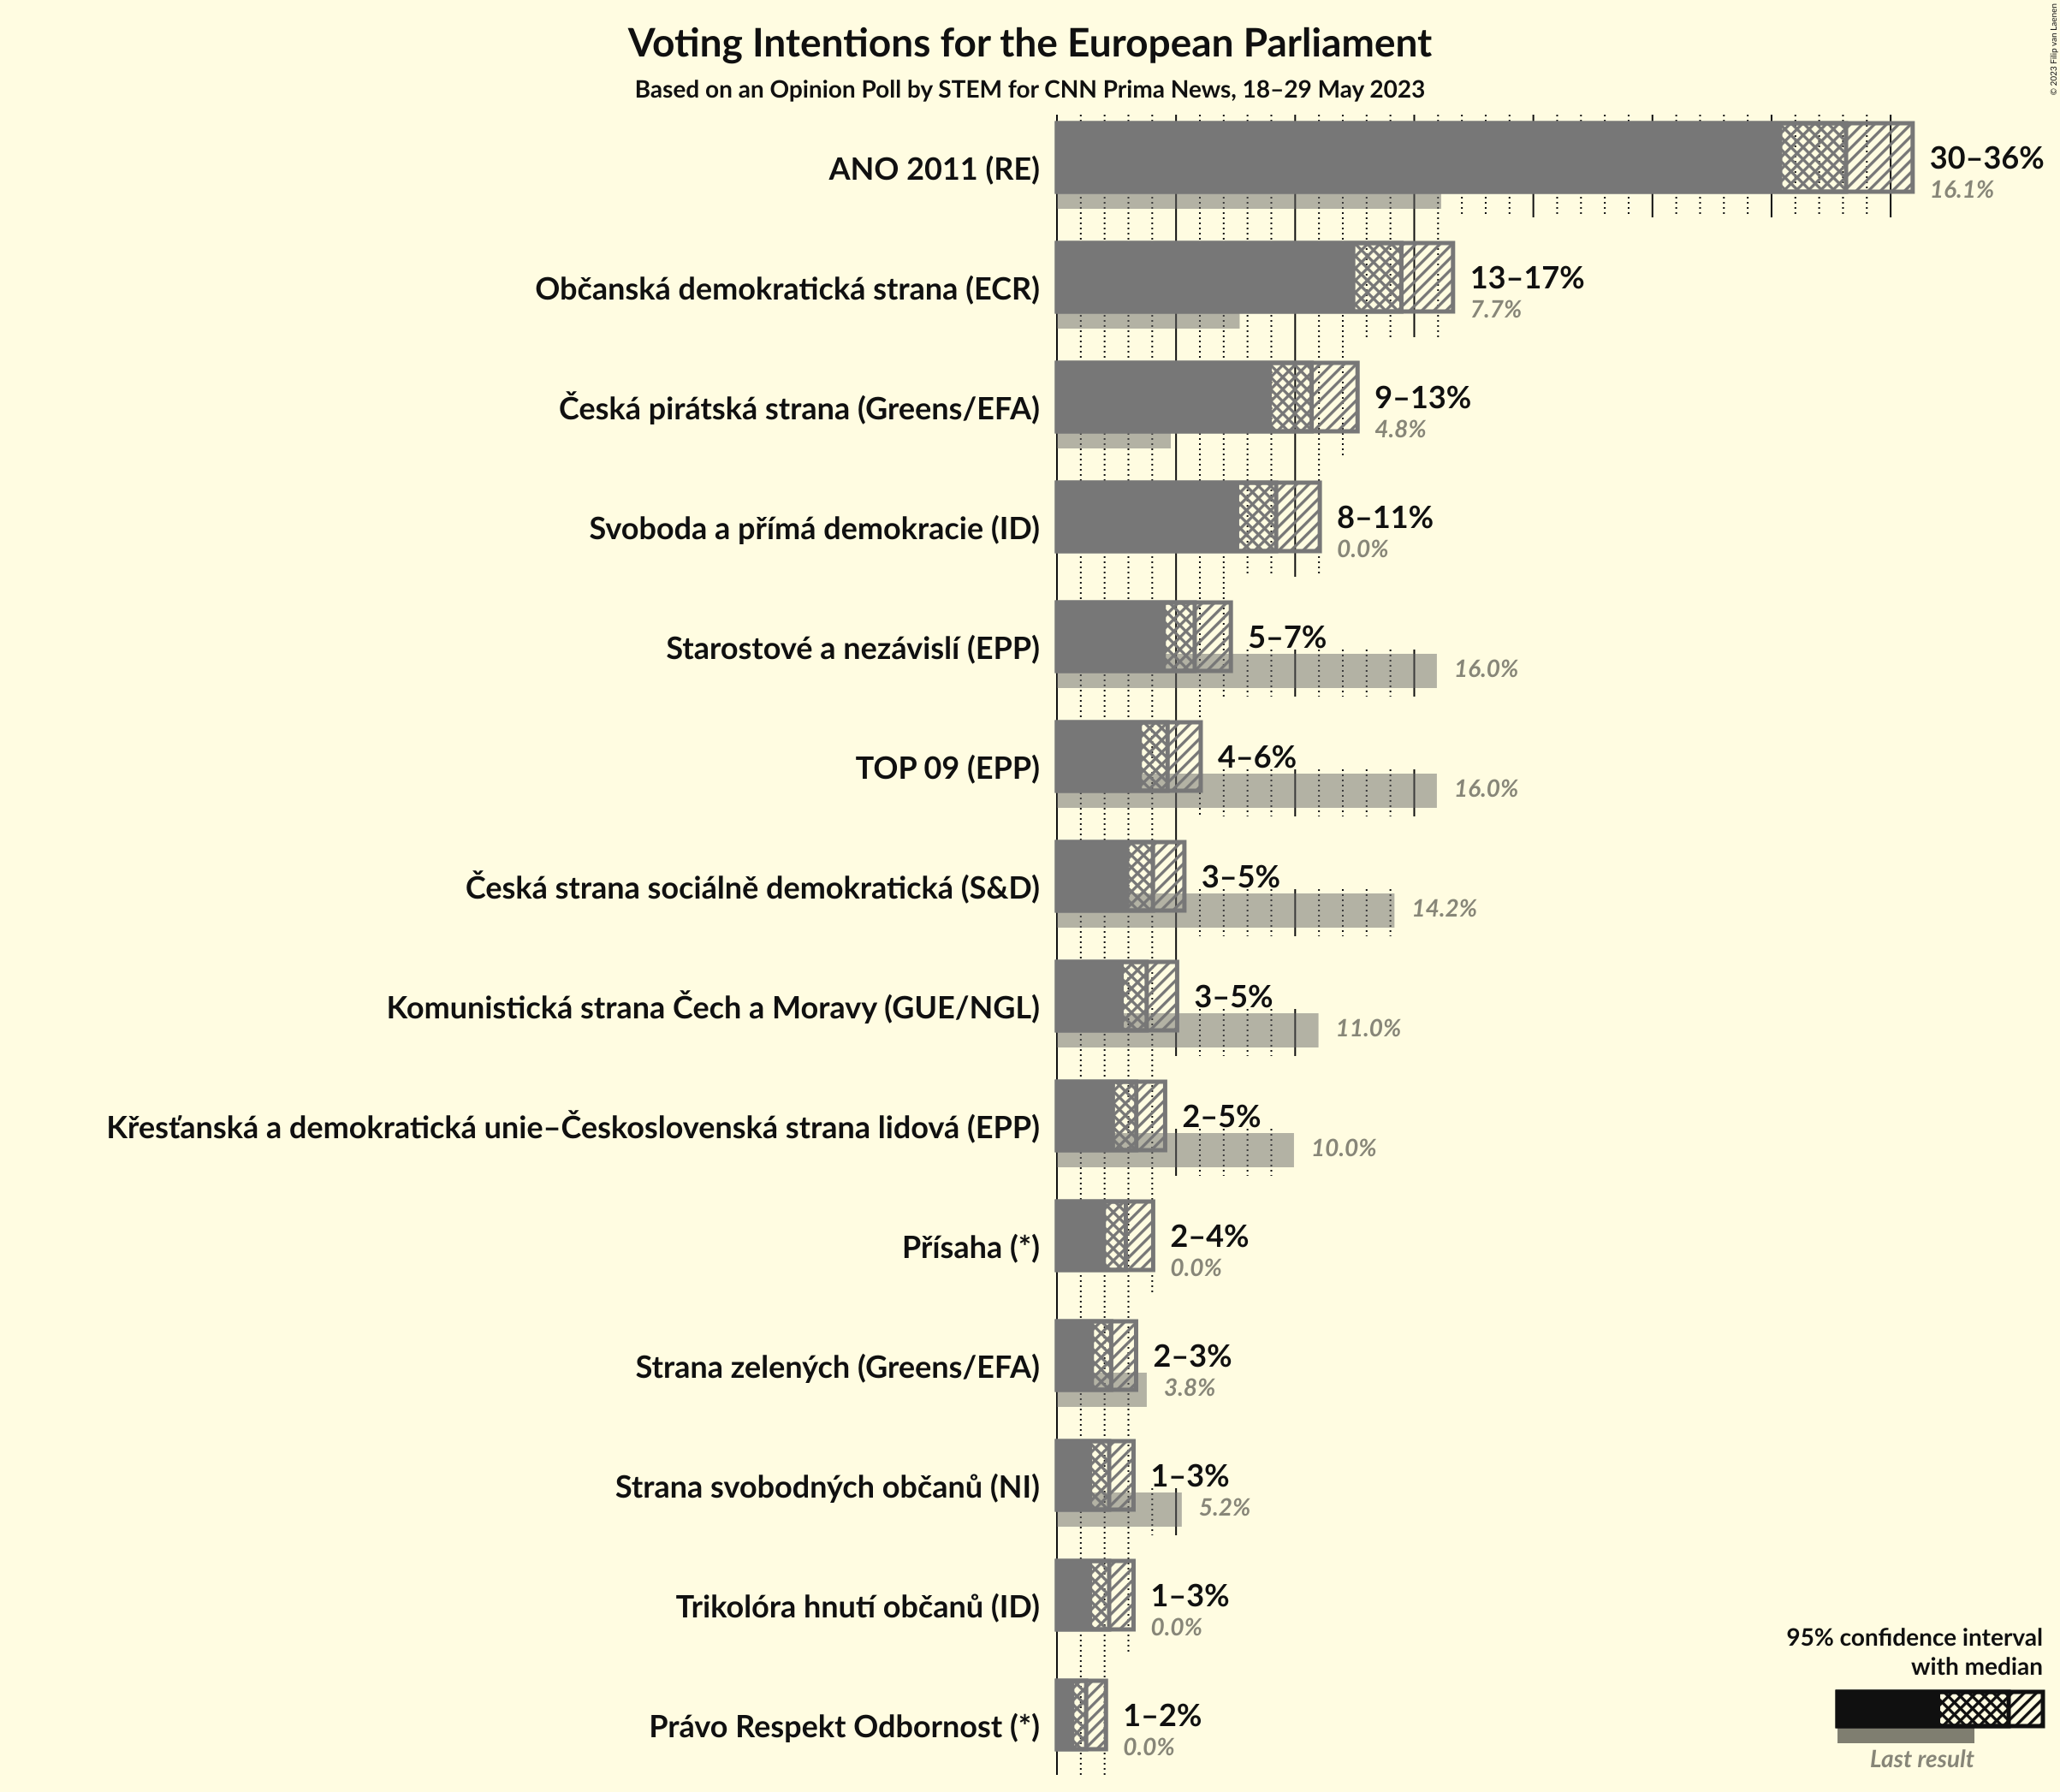 Voting Intentions for the European Parliament
Based on an Opinion Poll by STEM for CNN Prima News, 18–29 May 2023
© 2023 Filip van Laenen
ANO 2011 (RE)
30–36%
16.1%
Občanská demokratická strana (ECR)
13–17%
7.7%
Česká pirátská strana (Greens/EFA)
9–13%
4.8%
Svoboda a přímá demokracie (ID)
8–11%
0.0%
Starostové a nezávislí (EPP)
5–7%
16.0%
TOP 09 (EPP)
4–6%
16.0%
Česká strana sociálně demokratická (S&D)
3–5%
14.2%
Komunistická strana Čech a Moravy (GUE/NGL)
3–5%
11.0%
Křesťanská a demokratická unie–Československá strana lidová (EPP)
2–5%
10.0%
Přísaha (*)
2–4%
0.0%
Strana zelených (Greens/EFA)
2–3%
3.8%
Strana svobodných občanů (NI)
1–3%
5.2%
Trikolóra hnutí občanů (ID)
1–3%
0.0%
Právo Respekt Odbornost (*)
1–2%
0.0%
95% confidence interval
with median
Last result